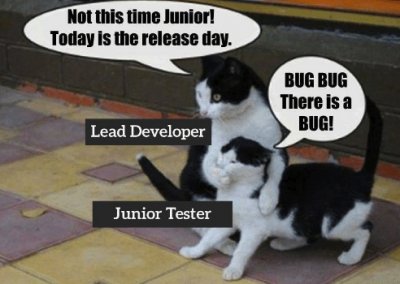 Not this time Junior!
Today is the release day.
BUG BUG
There is a
BUG!
Lead Developer
Junior Tester